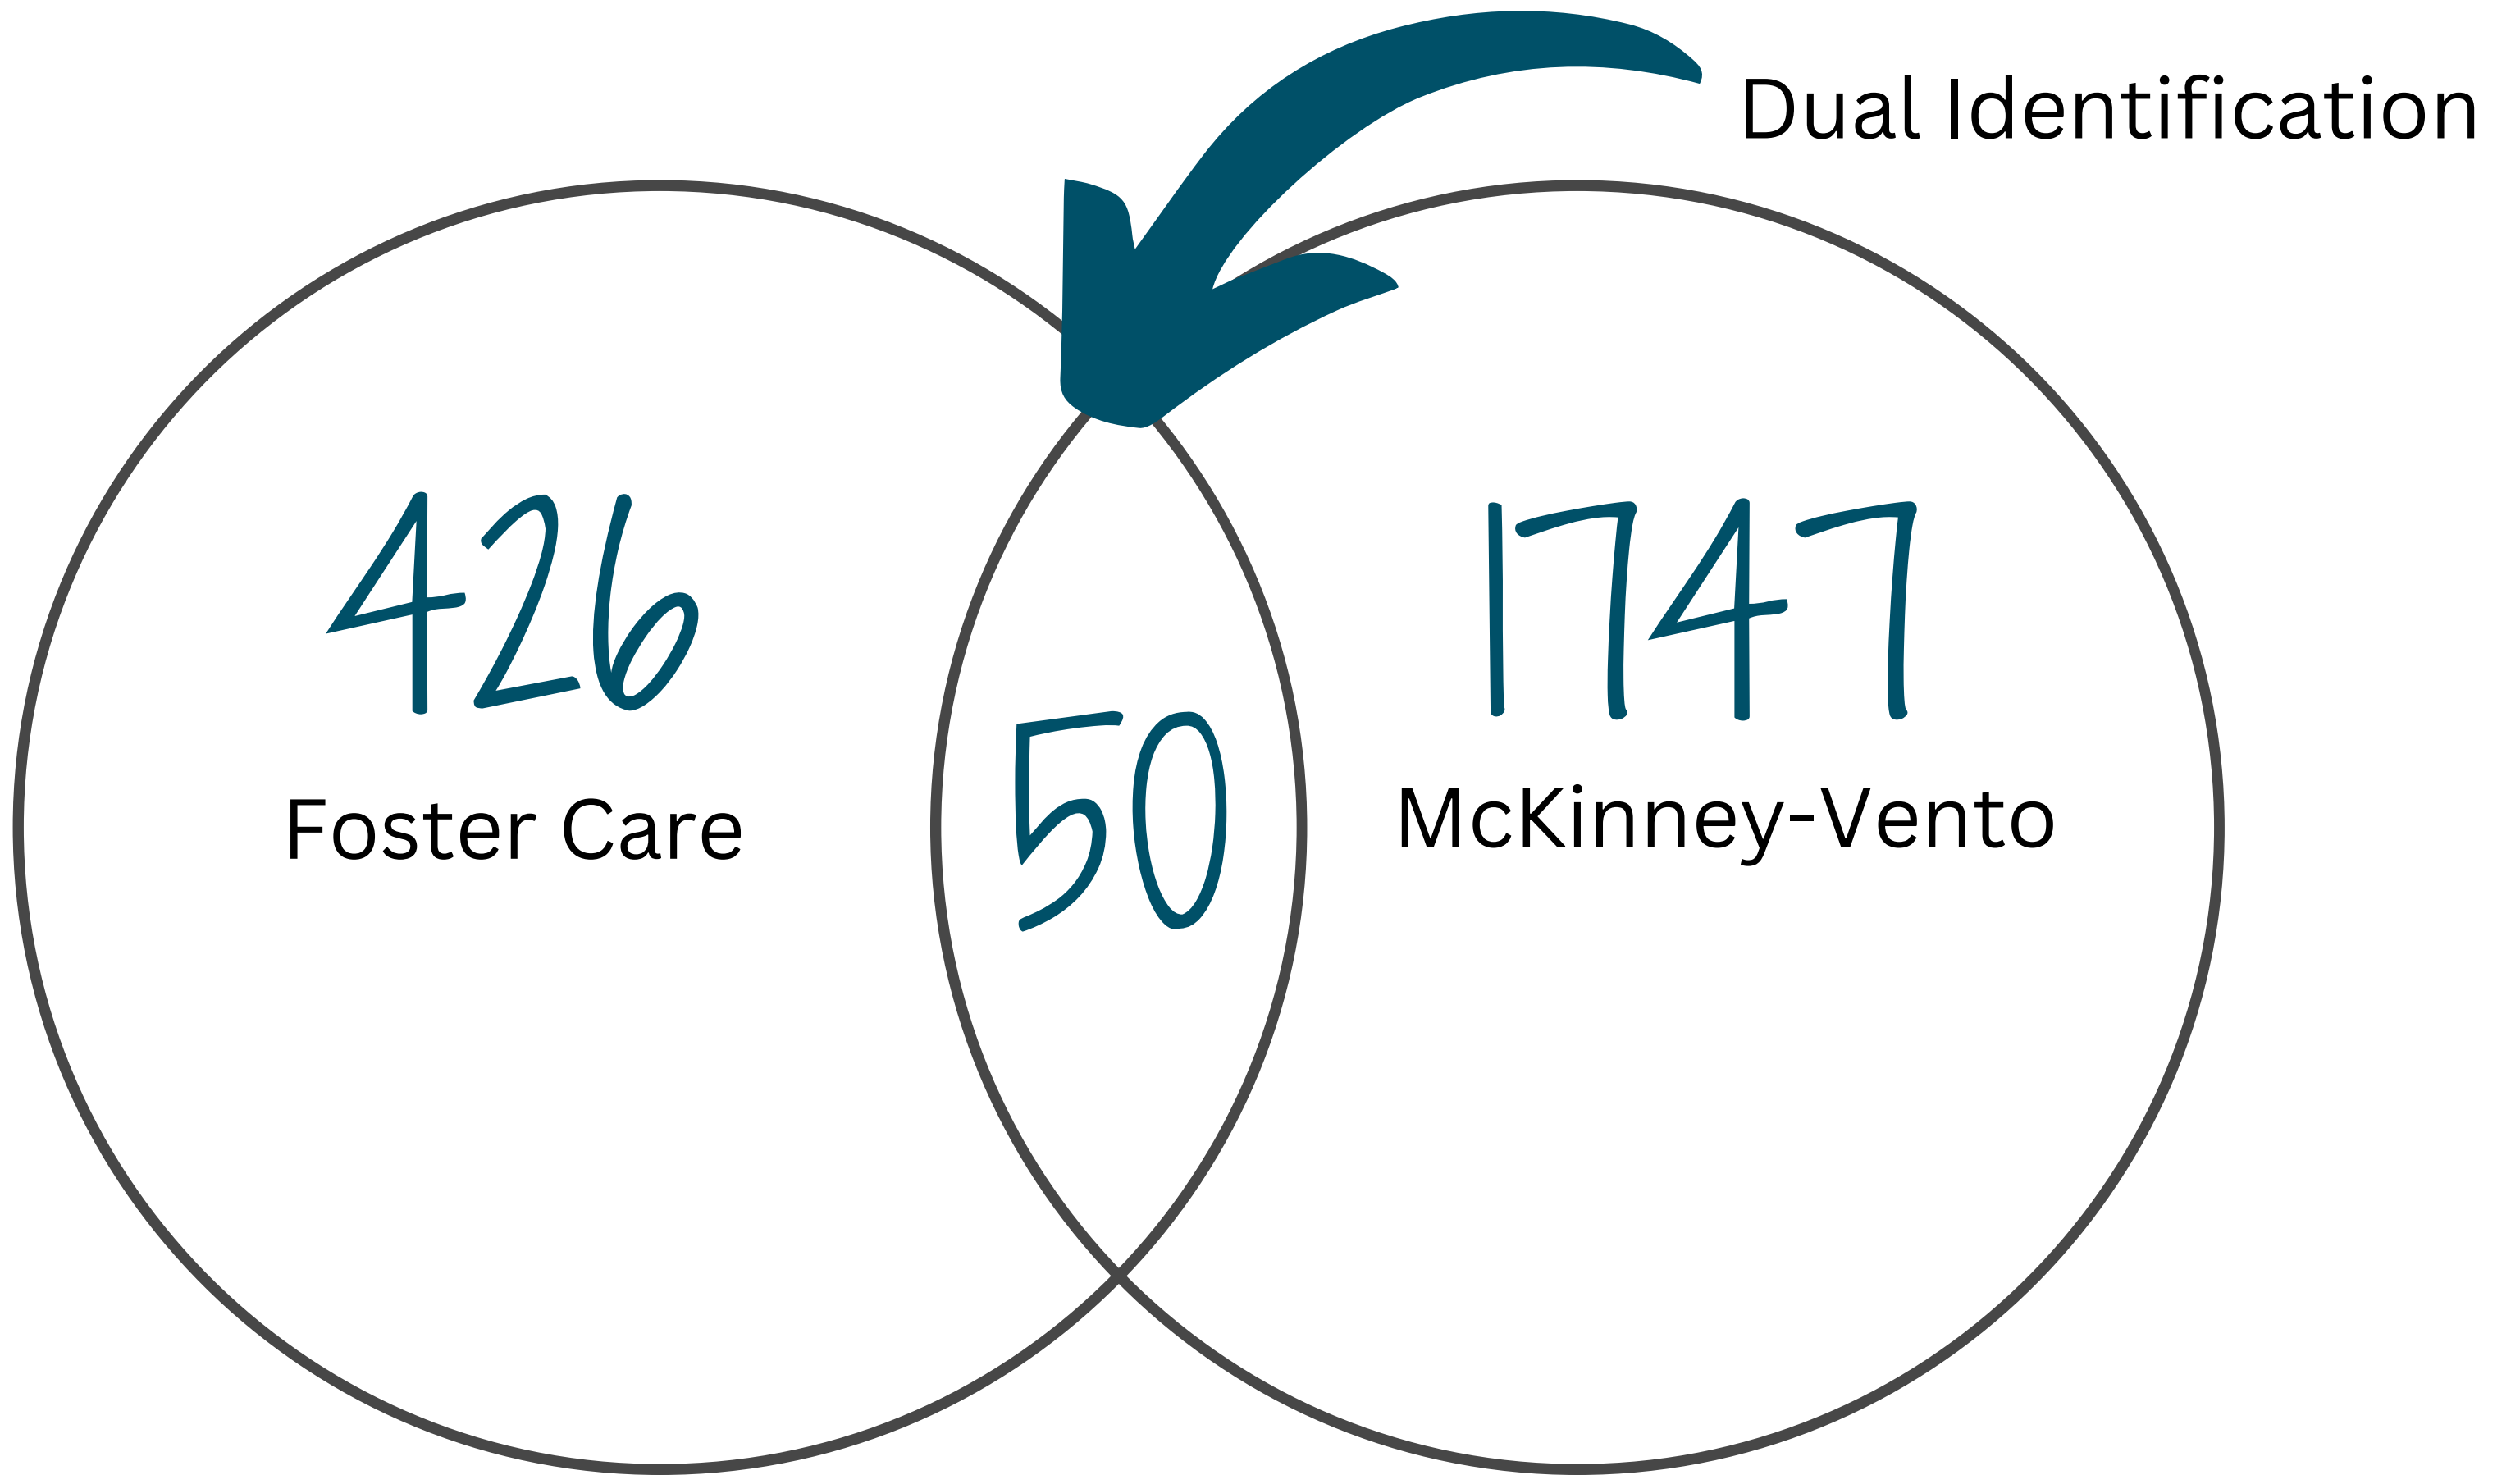 Dual Identification
426
Foster Care
50
1747
McKinney-Vento